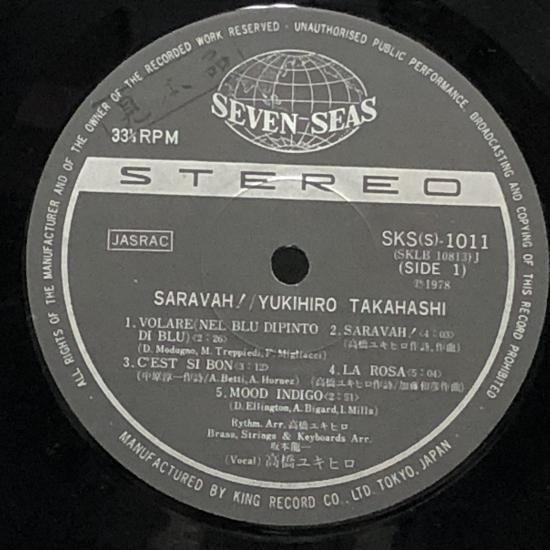 ALL RIGHTS OF THE MANUFACTURER AND OF THE OWNER OF THE RECORDED WORK RESERVED · UNAUTHORISED PUBLIC PERFORMANCE, BROADCASTING AND COPYING OF THIS RECORD PROHIBITED
見本品
SEVEN SEAS
33⅓ RPM
STEREO
JASRAC
SKS(S)-1011
(SKLB 10813)J
(SIDE 1)
Ⓟ1978
SARAVAH!/YUKIHIRO TAKAHASHI
1. VOLARE (NEL BLU DIPINTO DI BLU) <2:26>
(D. Modugno, M. Treppiedi, F. Migliacci)
2. SARAVAH! <4:03>
(高橋ユキヒロ作詩、作曲)
3. C'EST SI BON <3:12>
(中原淳一作詩/A. Betti, A. Hornez)
4. LA ROSA <5:04>
(高橋ユキヒロ作詩/加藤和彦作曲)
5. MOOD INDIGO <2:51>
(D. Ellington, A. Bigard, I. Mills)
Rythm. Arr. 高橋ユキヒロ
Brass, Strings & Keyboards Arr.
坂本龍一
(Vocal) 高橋ユキヒロ
MANUFACTURED BY KING RECORD CO., LTD. TOKYO, JAPAN